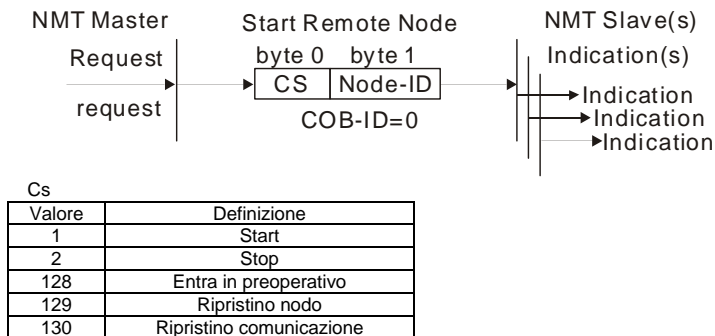 NMT Master Start Remote Node NMT Slave(s)
Request byte 0 byte 1 Indication(s)
CS Node-ID
request COB-ID=0
Indication
Indication
Indication
Cs
Valore Definizione
1 Start
2 Stop
128 Entra in preoperativo
129 Ripristino nodo
130 Ripristino comunicazione